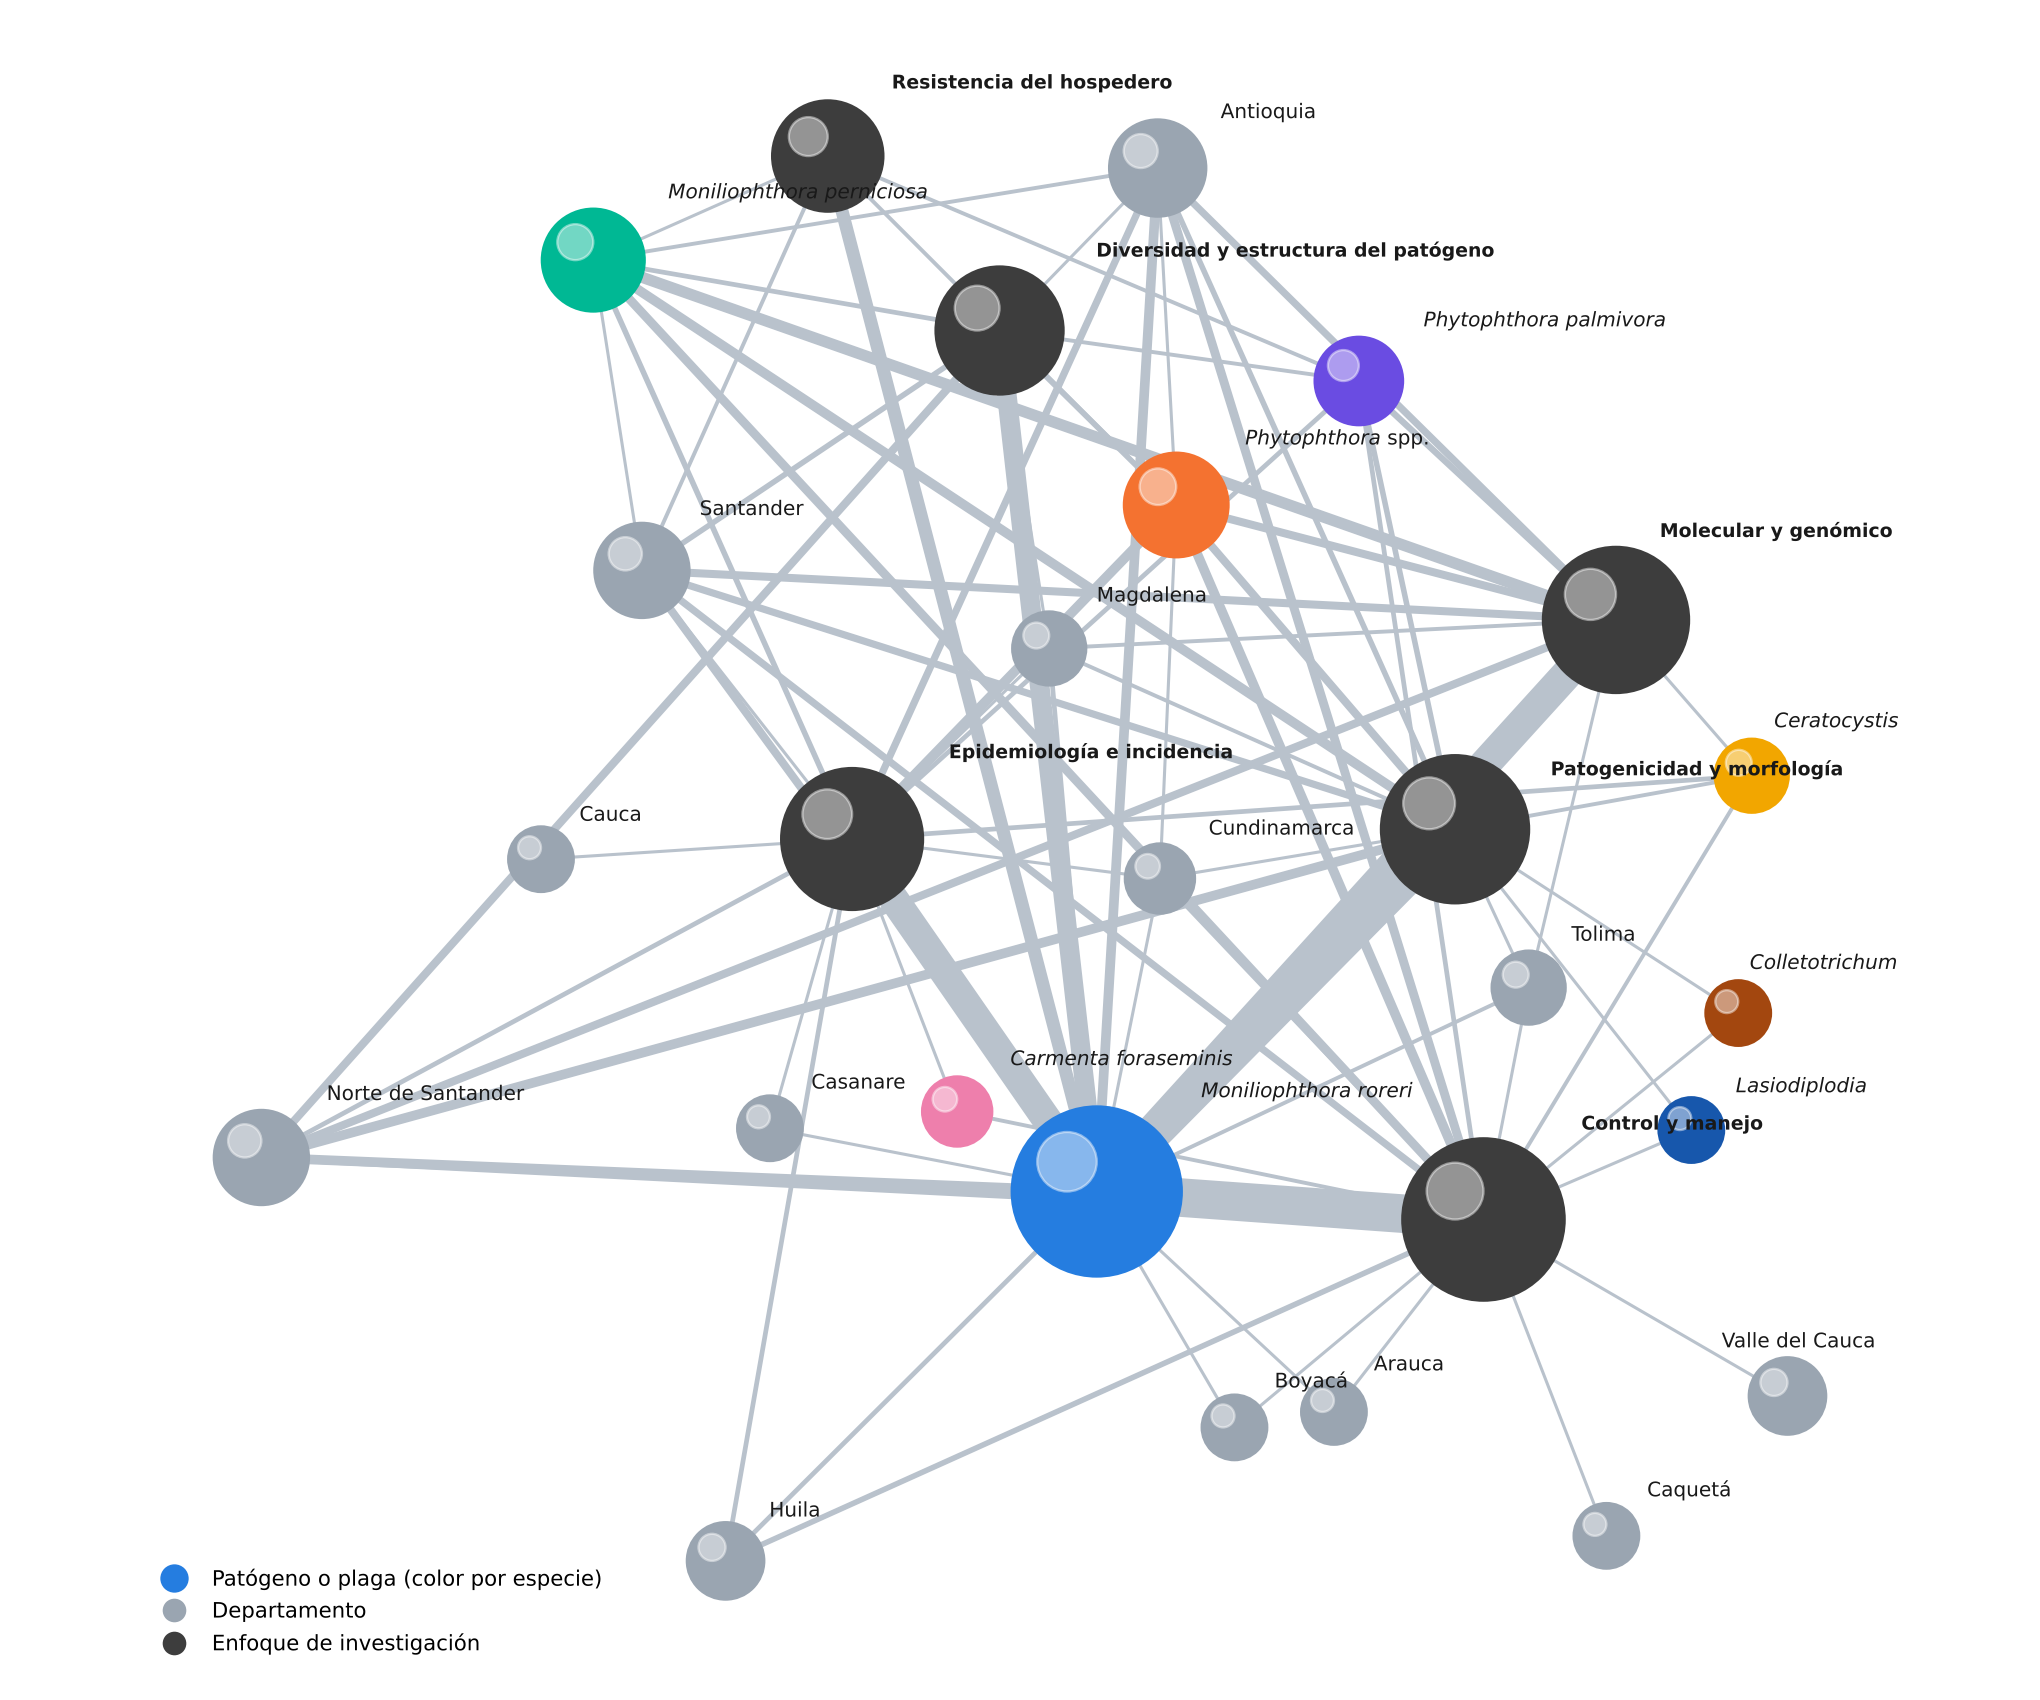 Resistencia del hospedero
Antioquia
Moniliophthora perniciosa
Diversidad y estructura del patógeno
Phytophthora palmivora
Phytophthora spp.
Santander
Molecular y genómico
Magdalena
Ceratocystis
Epidemiología e incidencia
Patogenicidad y morfología
Cauca
Cundinamarca
Tolima
Colletotrichum
Carmenta foraseminis
Casanare
Lasiodiplodia
Norte de Santander
Moniliophthora roreri
Control y manejo
Valle del Cauca
Arauca
Boyacá
Caquetá
Huila
Patógeno o plaga (color por especie)
Departamento
Enfoque de investigación